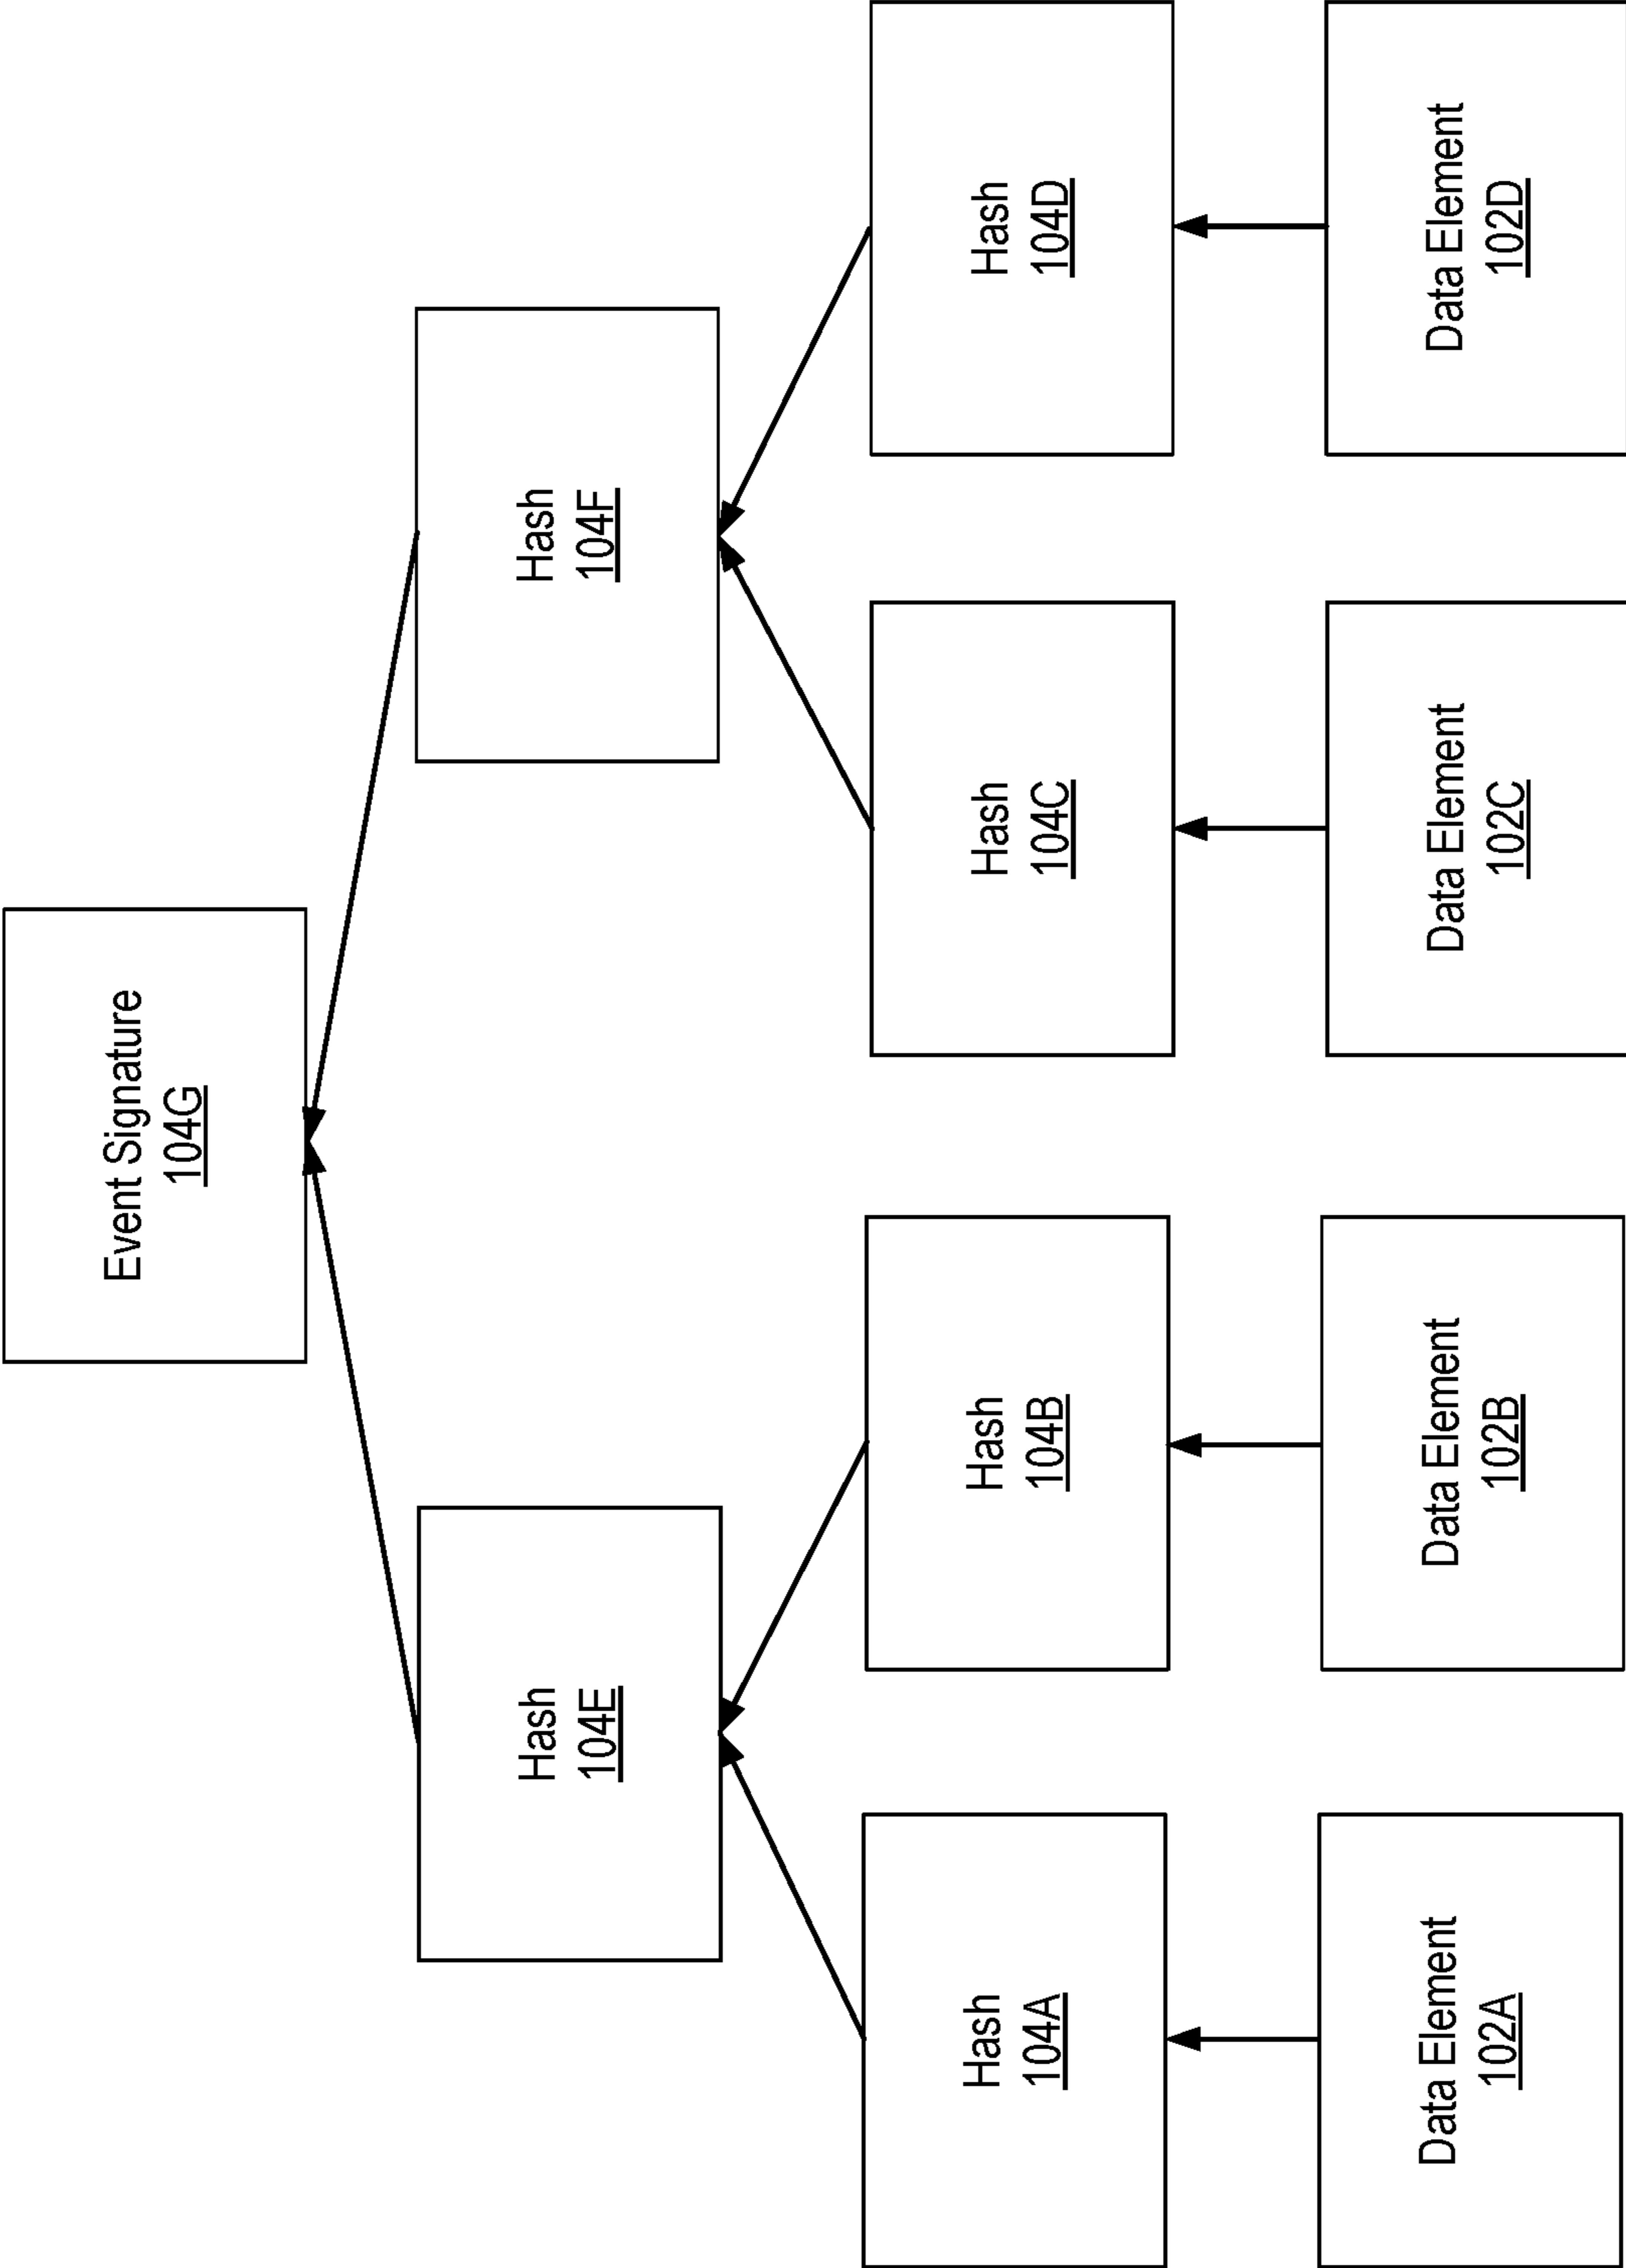 Event Signature
104G
Hash
104E
Hash
104F
Hash
104A
Hash
104B
Hash
104C
Hash
104D
Data Element
102A
Data Element
102B
Data Element
102C
Data Element
102D